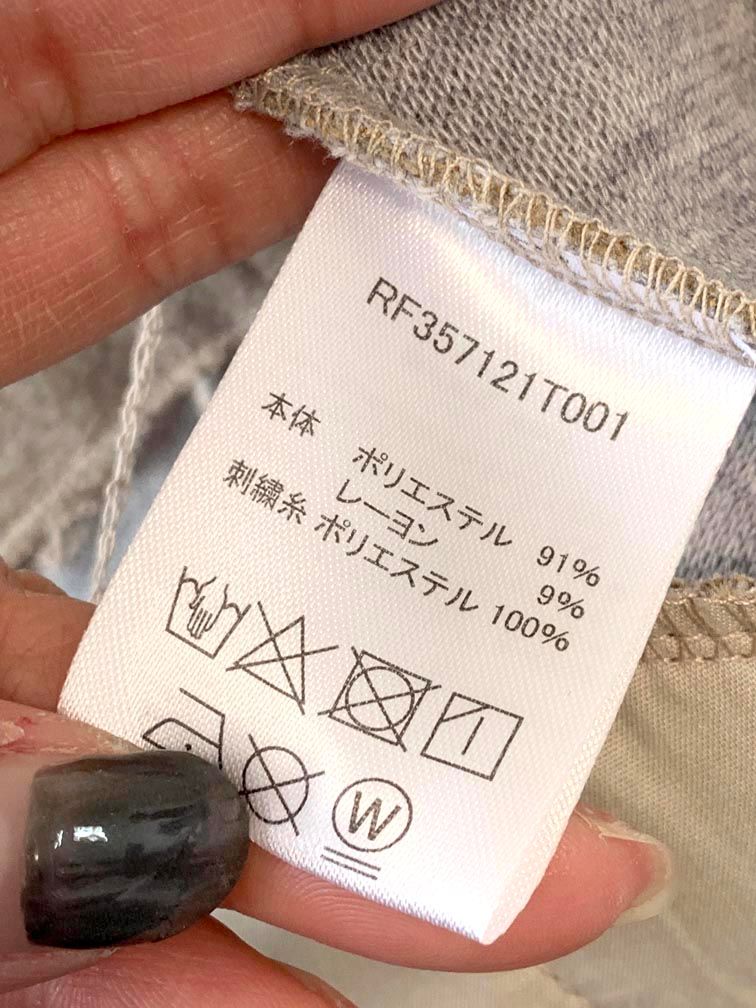 RF357121T001
本体 ポリエステル 91%
レーヨン 9%
刺繍糸 ポリエステル 100%
W